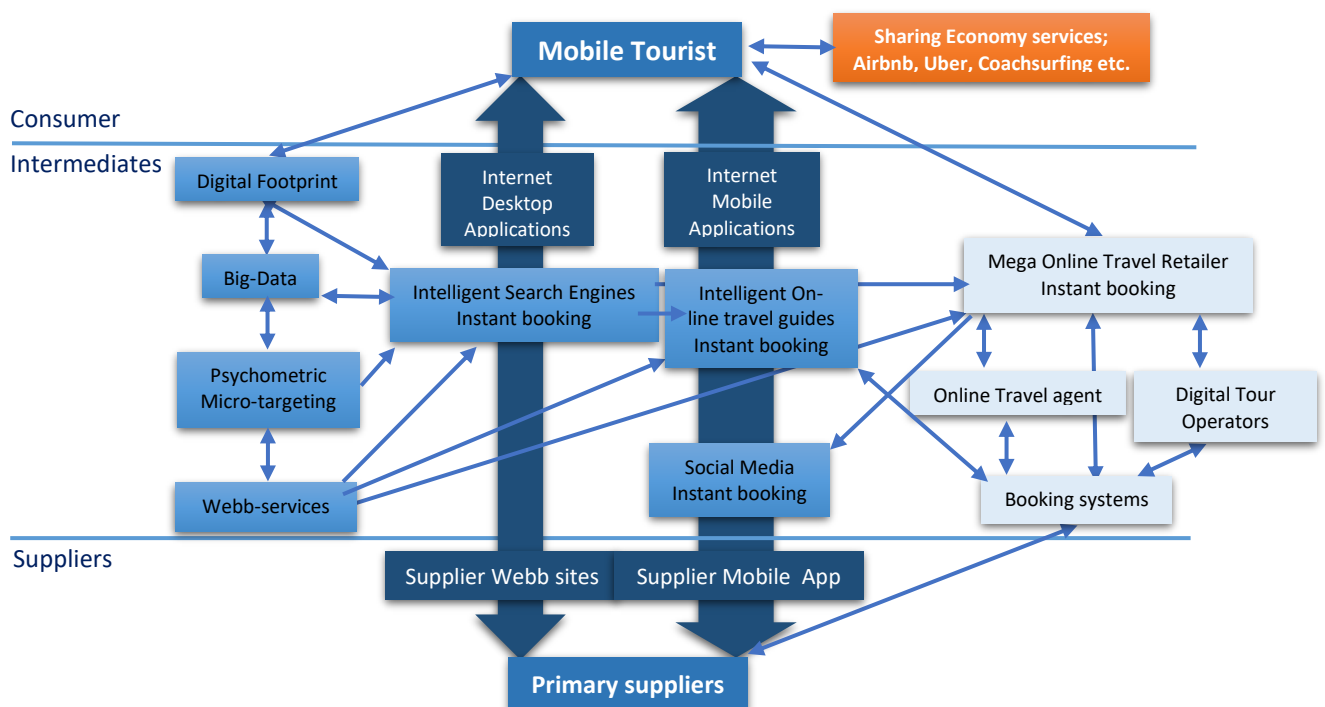 Mobile Tourist
Sharing Economy services;
Airbnb, Uber, Coachsurfing etc.
Consumer
Intermediates
Digital Footprint
Internet
Desktop
Applications
Internet
Mobile
Applications
Big-Data
Intelligent Search Engines
Instant booking
Intelligent On-
line travel guides
Instant booking
Mega Online Travel Retailer
Instant booking
Psychometric
Micro-targeting
Online Travel agent
Digital Tour
Operators
Social Media
Instant booking
Webb-services
Booking systems
Suppliers
Supplier Webb sites
Supplier Mobile App
Primary suppliers